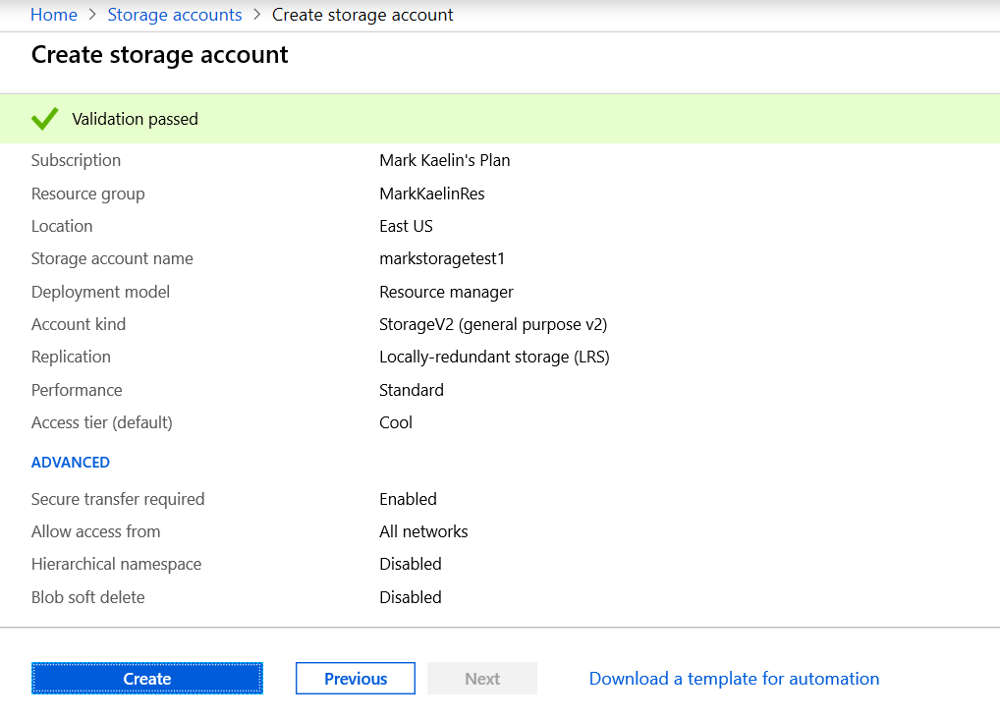 Home > Storage accounts > Create storage account
Create storage account
Validation passed
Subscription Mark Kaelin's Plan
Resource group MarkKaelinRes
Location East US
Storage account name markstoragetest1
Deployment model Resource manager
Account kind StorageV2 (general purpose v2)
Replication Locally-redundant storage (LRS)
Performance Standard
Access tier (default) Cool
ADVANCED
Secure transfer required Enabled
Allow access from All networks
Hierarchical namespace Disabled
Blob soft delete Disabled
Create Previous Next Download a template for automation